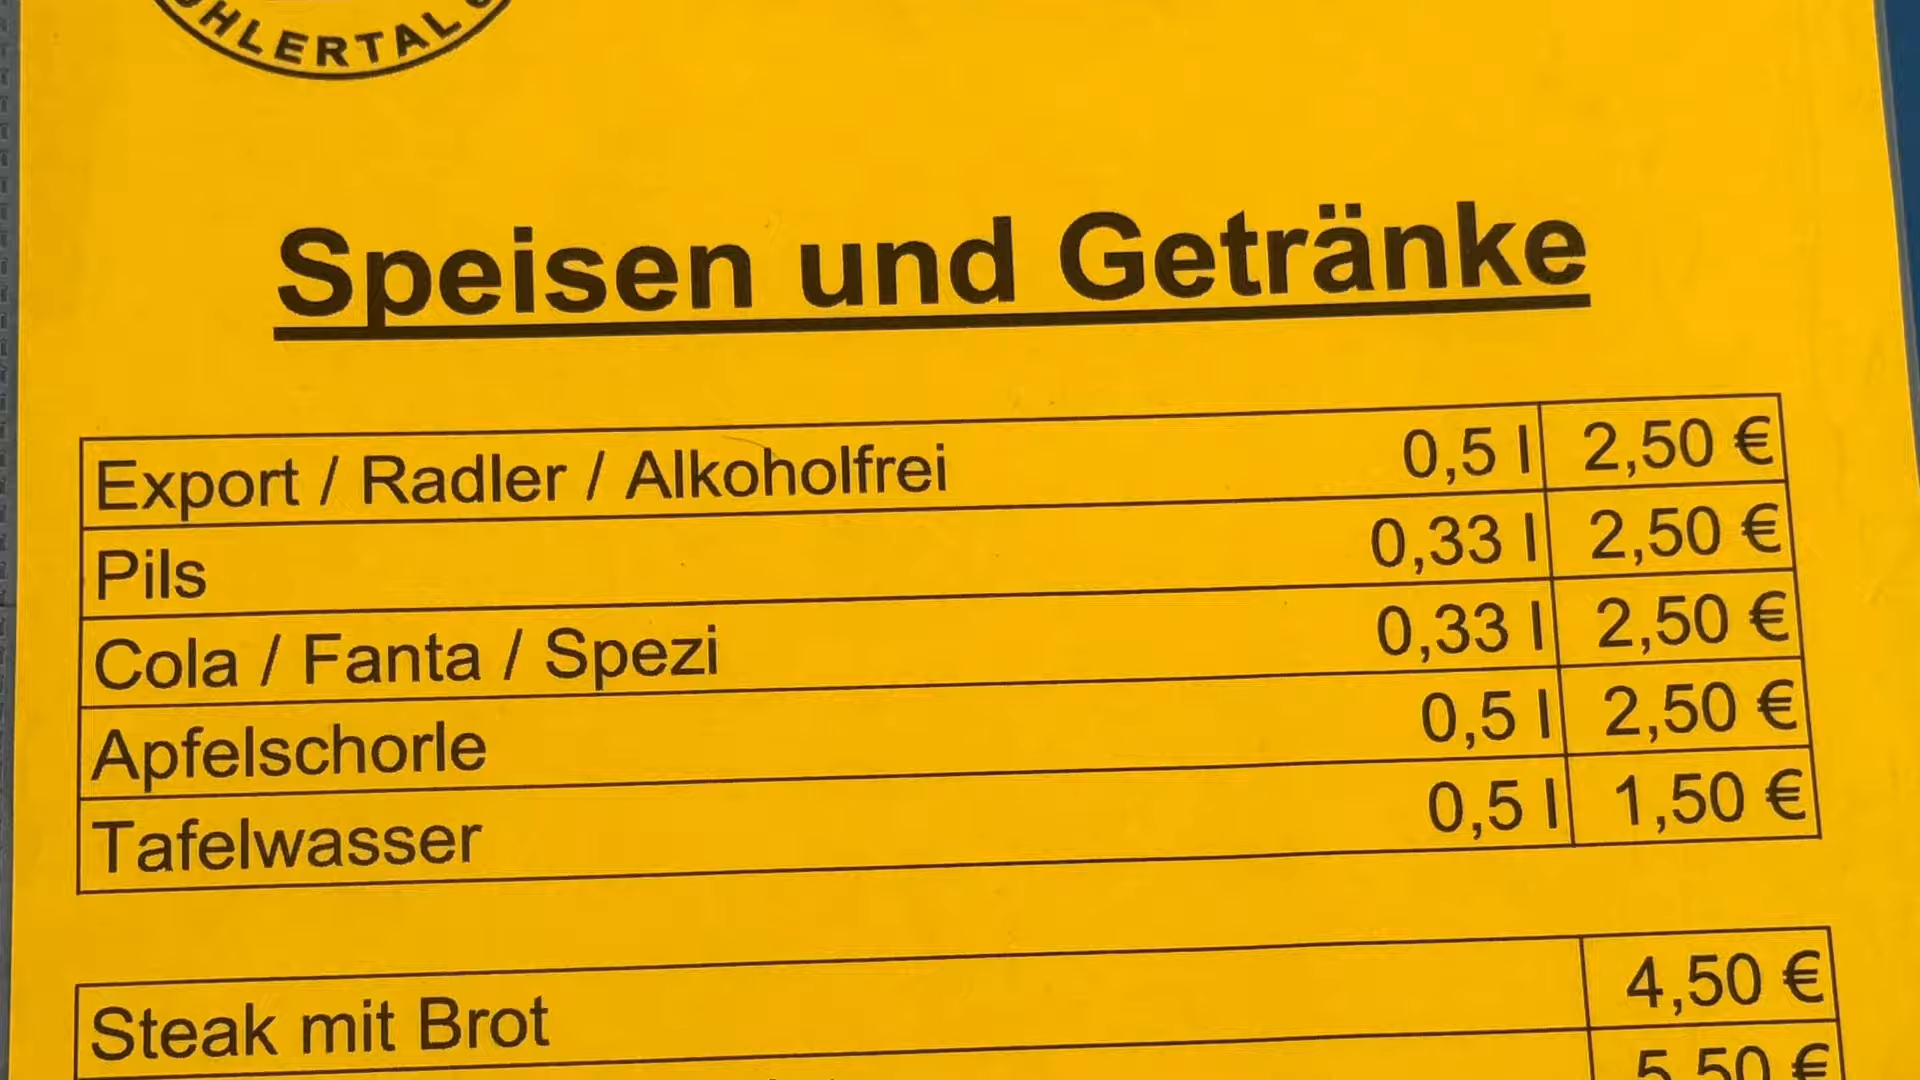 HLERTAL
Speisen und Getränke
Export / Radler / Alkoholfrei 0,5 l 2,50 €
Pils 0,33 l 2,50 €
Cola / Fanta / Spezi 0,33 l 2,50 €
Apfelschorle 0,5 l 2,50 €
Tafelwasser 0,5 l 1,50 €
Steak mit Brot 4,50 €
5,50 €